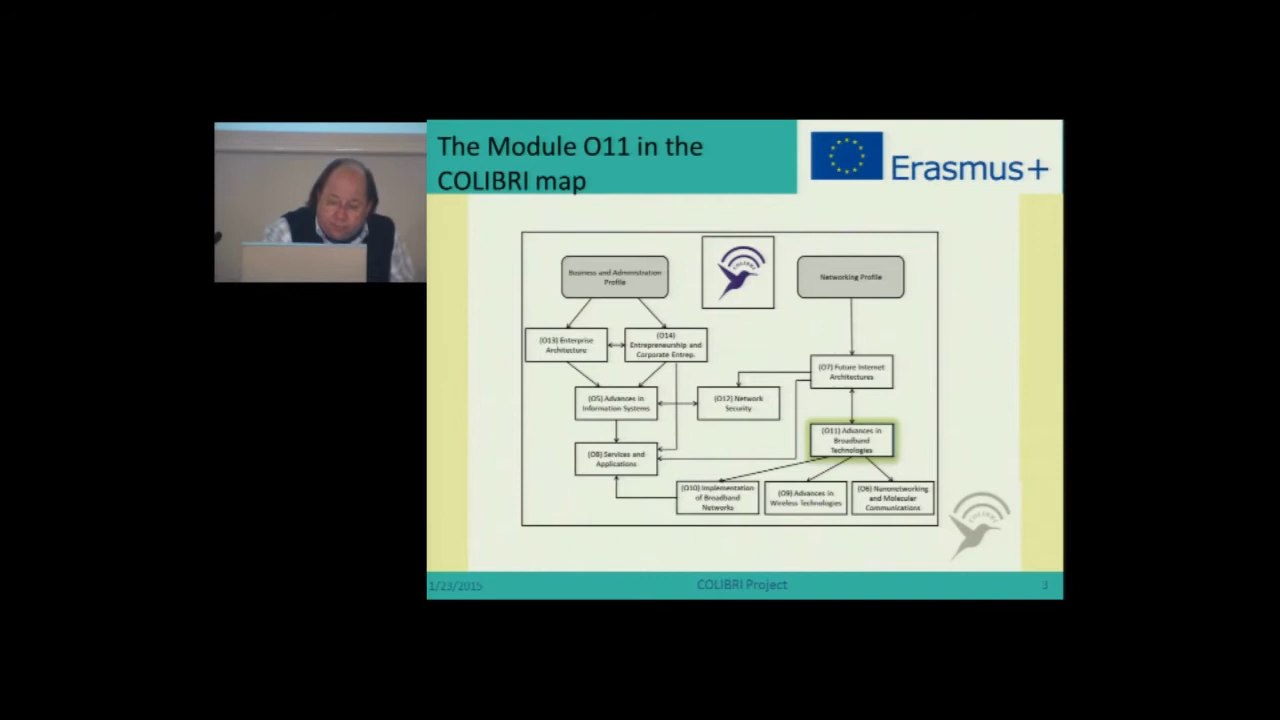 The Module O11 in the
COLIBRI map
Erasmus+
COLIBRI
Business and Administration
Profile
Networking Profile
(O13) Enterprise
Architecture
(O14)
Entrepreneurship and
Corporate Entrep.
(O7) Future Internet
Architectures
(O5) Advances in
Information Systems
(O12) Network
Security
(O11) Advances in
Broadband
Technologies
(O8) Services and
Applications
(O10) Implementation
of Broadband
Networks
(O9) Advances in
Wireless Technologies
(O6) Nanonetworking
and Molecular
Communications
COLIBRI
1/23/2015
COLIBRI Project
3